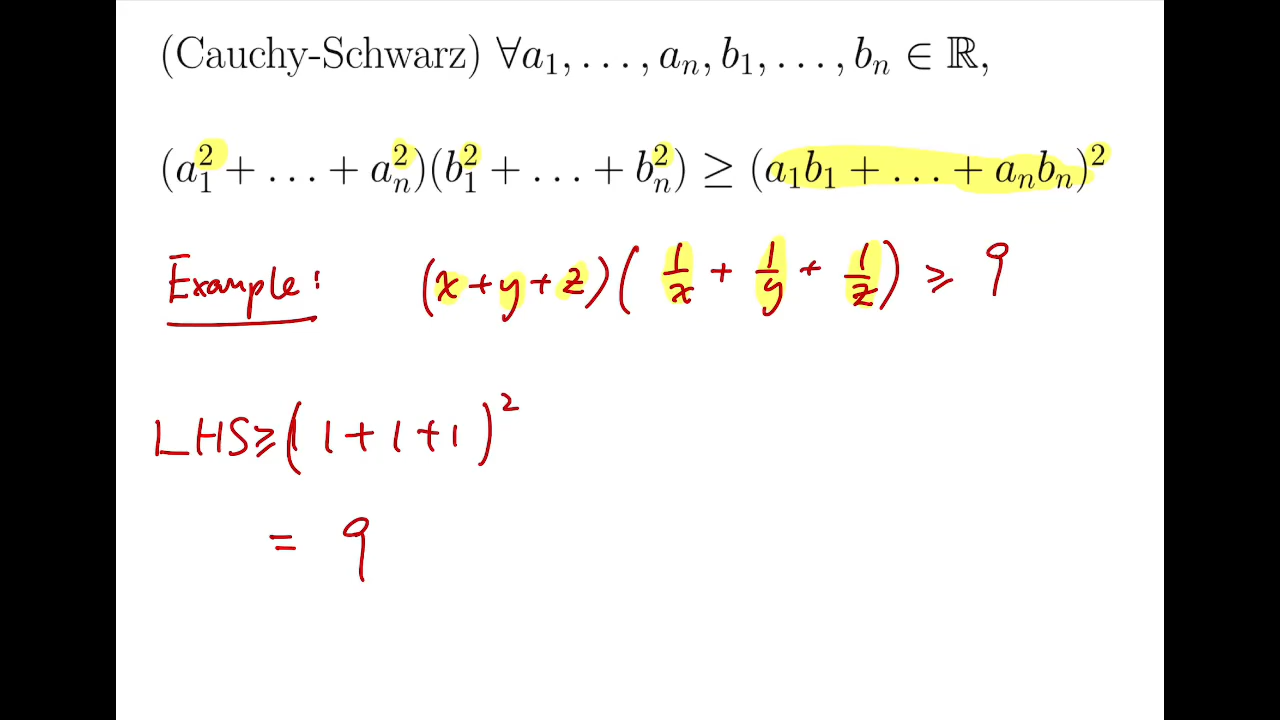 (Cauchy-Schwarz) ∀a₁, . . . , aₙ, b₁, . . . , bₙ ∈ ℝ,
(a₁² + . . . + aₙ²)(b₁² + . . . + bₙ²) ≥ (a₁b₁ + . . . + aₙbₙ)²
Example: (x+y+z)(1/x + 1/y + 1/z) ≥ 9
LHS≥(1+1+1)²
= 9